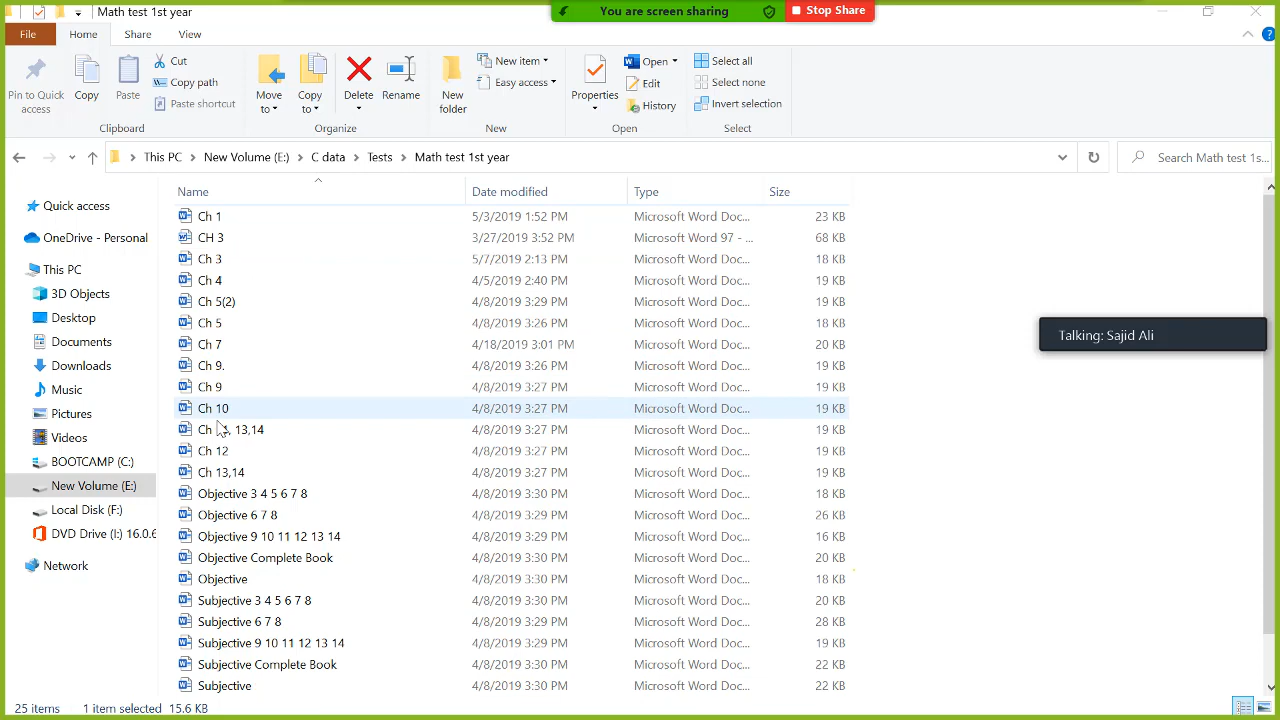 Math test 1st year
You are screen sharing
Stop Share
File Home Share View
Pin to Quick access
Copy
Paste
Cut
Copy path
Paste shortcut
Clipboard
Move to
Copy to
Delete
Rename
Organize
New folder
New item
Easy access
New
Properties
Open
Edit
History
Open
Select all
Select none
Invert selection
Select
This PC New Volume (E:) C data Tests Math test 1st year
Search Math test 1s...
Quick access
OneDrive - Personal
This PC
3D Objects
Desktop
Documents
Downloads
Music
Pictures
Videos
BOOTCAMP (C:)
New Volume (E:)
Local Disk (F:)
DVD Drive (I:) 16.0.6
Network
Name Date modified Type Size
Ch 1 5/3/2019 1:52 PM Microsoft Word Doc... 23 KB
CH 3 3/27/2019 3:52 PM Microsoft Word 97 - ... 68 KB
Ch 3 5/7/2019 2:13 PM Microsoft Word Doc... 18 KB
Ch 4 4/5/2019 2:40 PM Microsoft Word Doc... 19 KB
Ch 5(2) 4/8/2019 3:29 PM Microsoft Word Doc... 19 KB
Ch 5 4/8/2019 3:26 PM Microsoft Word Doc... 18 KB
Ch 7 4/18/2019 3:01 PM Microsoft Word Doc... 20 KB
Ch 9. 4/8/2019 3:26 PM Microsoft Word Doc... 19 KB
Ch 9 4/8/2019 3:27 PM Microsoft Word Doc... 19 KB
Ch 10 4/8/2019 3:27 PM Microsoft Word Doc... 19 KB
Ch 13,14 4/8/2019 3:27 PM Microsoft Word Doc... 19 KB
Ch 12 4/8/2019 3:27 PM Microsoft Word Doc... 19 KB
Ch 13,14 4/8/2019 3:27 PM Microsoft Word Doc... 19 KB
Objective 3 4 5 6 7 8 4/8/2019 3:30 PM Microsoft Word Doc... 18 KB
Objective 6 7 8 4/8/2019 3:29 PM Microsoft Word Doc... 26 KB
Objective 9 10 11 12 13 14 4/8/2019 3:29 PM Microsoft Word Doc... 16 KB
Objective Complete Book 4/8/2019 3:30 PM Microsoft Word Doc... 20 KB
Objective 4/8/2019 3:30 PM Microsoft Word Doc... 18 KB
Subjective 3 4 5 6 7 8 4/8/2019 3:30 PM Microsoft Word Doc... 20 KB
Subjective 6 7 8 4/8/2019 3:29 PM Microsoft Word Doc... 28 KB
Subjective 9 10 11 12 13 14 4/8/2019 3:29 PM Microsoft Word Doc... 19 KB
Subjective Complete Book 4/8/2019 3:30 PM Microsoft Word Doc... 22 KB
Subjective 4/8/2019 3:30 PM Microsoft Word Doc... 22 KB
Talking: Sajid Ali
25 items 1 item selected 15.6 KB